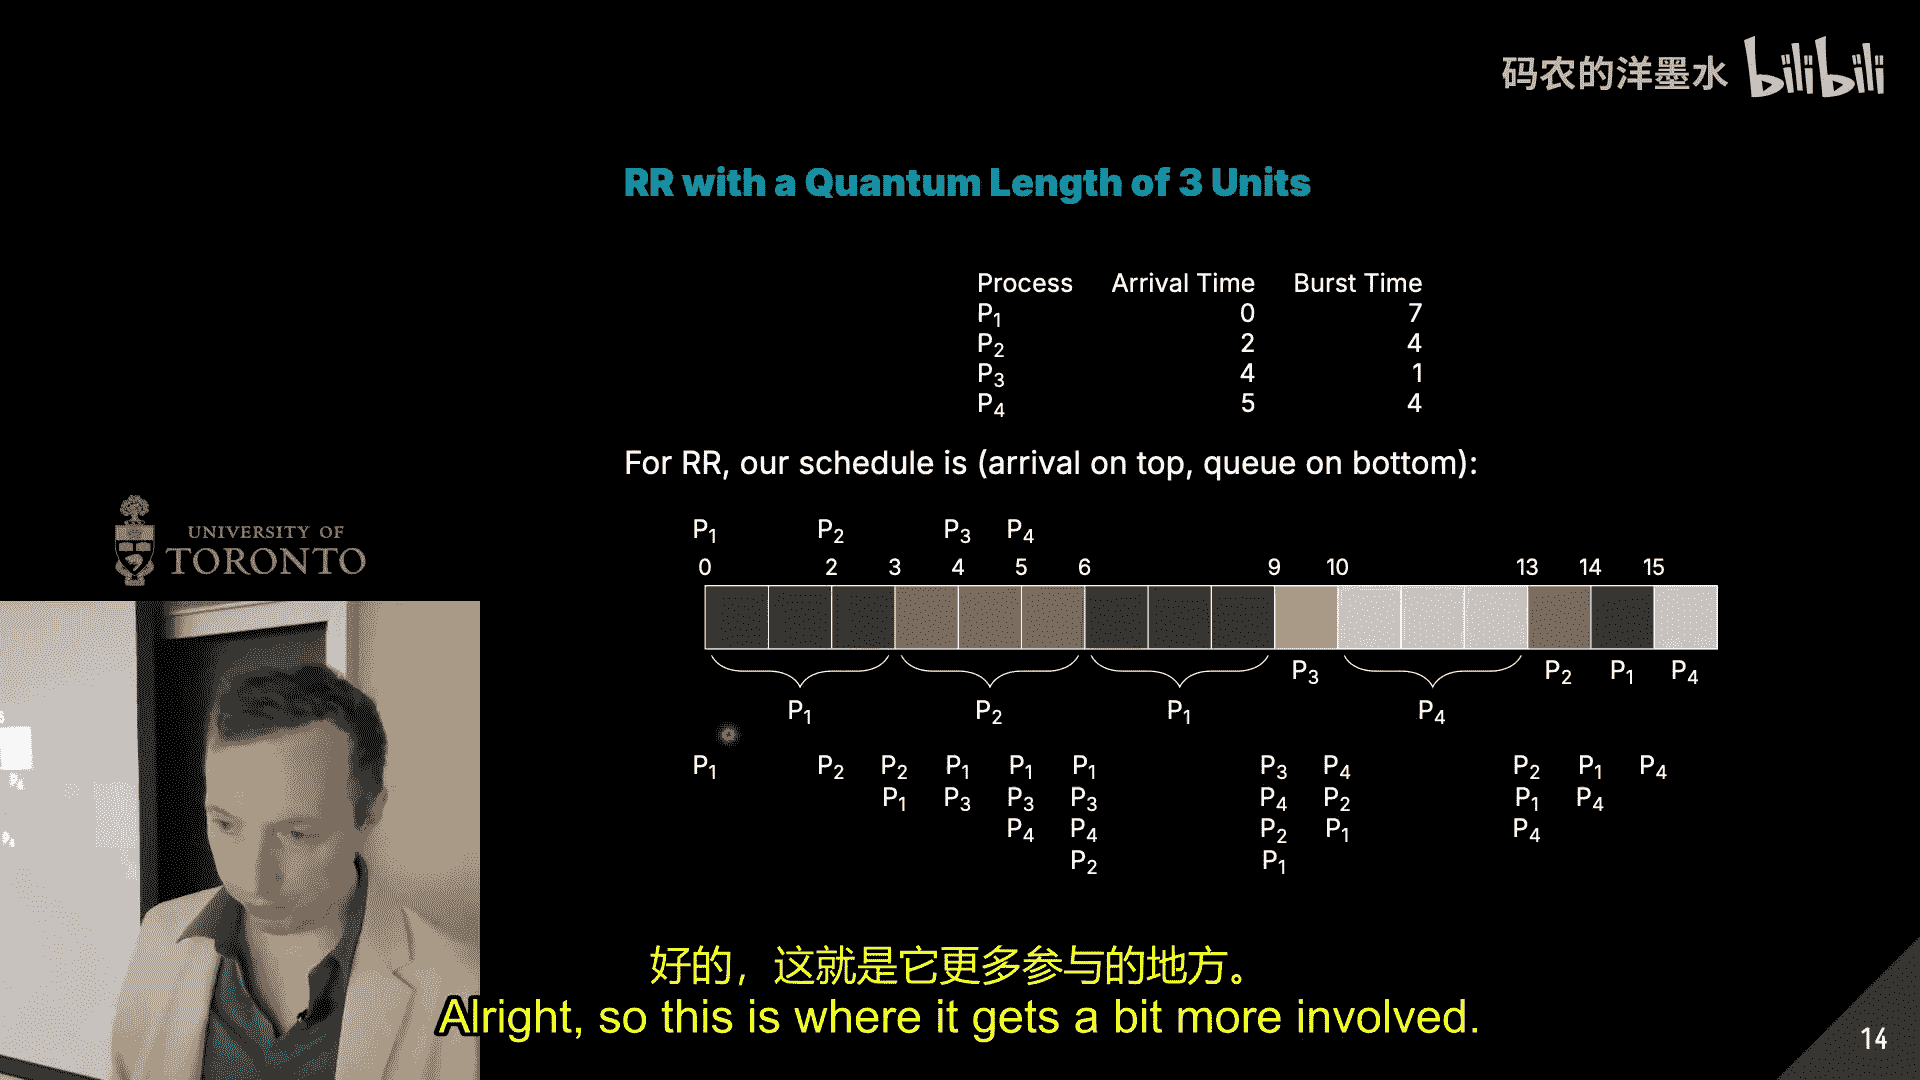 码农的洋墨水 bilibili
RR with a Quantum Length of 3 Units
Process Arrival Time Burst Time
P1 0 7
P2 2 4
P3 4 1
P4 5 4
For RR, our schedule is (arrival on top, queue on bottom):
P1 P2 P3 P4
0 2 3 4 5 6 9 10 13 14 15
P3 P2 P1 P4
P1 P2 P1 P4
P1 P2 P2 P1 P1 P1 P3 P4 P2 P1 P4
P1 P3 P3 P3 P4 P2 P1 P4
P4 P4 P2 P1 P4
P2 P1
UNIVERSITY OF
TORONTO
好的，这就是它更多参与的地方。
Alright, so this is where it gets a bit more involved.
14